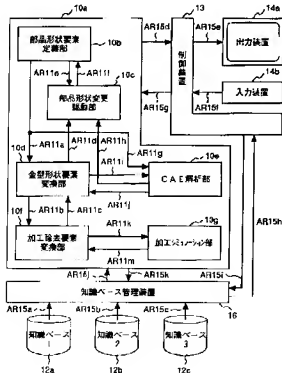 10a
13
14a
部品形状要素
定義部
10b
AR15d
AR15e
出力装置
制御装置
AR11e
AR11f
10c
14b
部品形状変更
駆動部
AR15g
AR15f
入力装置
10d
AR11a
AR11d
AR11h
AR11i
AR11g
10e
金型形状要素
変換部
CAE解析部
AR11j
10f
AR11b
AR11c
10g
AR15h
加工除去要素
変換部
AR11k
加工シミュレーション部
AR11m
AR15j
AR15k
AR15i
知識ベース管理装置
16
AR15a
AR15b
AR15c
知識ベース
1
知識ベース
2
知識ベース
3
12a
12b
12c